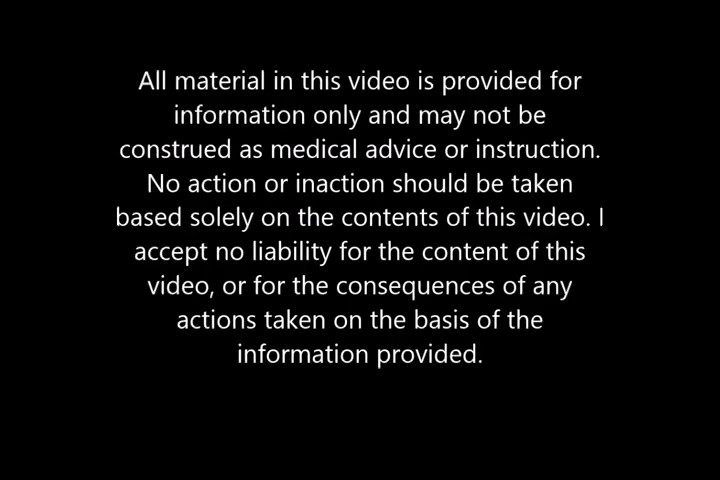 All material in this video is provided for
information only and may not be
construed as medical advice or instruction.
No action or inaction should be taken
based solely on the contents of this video. I
accept no liability for the content of this
video, or for the consequences of any
actions taken on the basis of the
information provided.